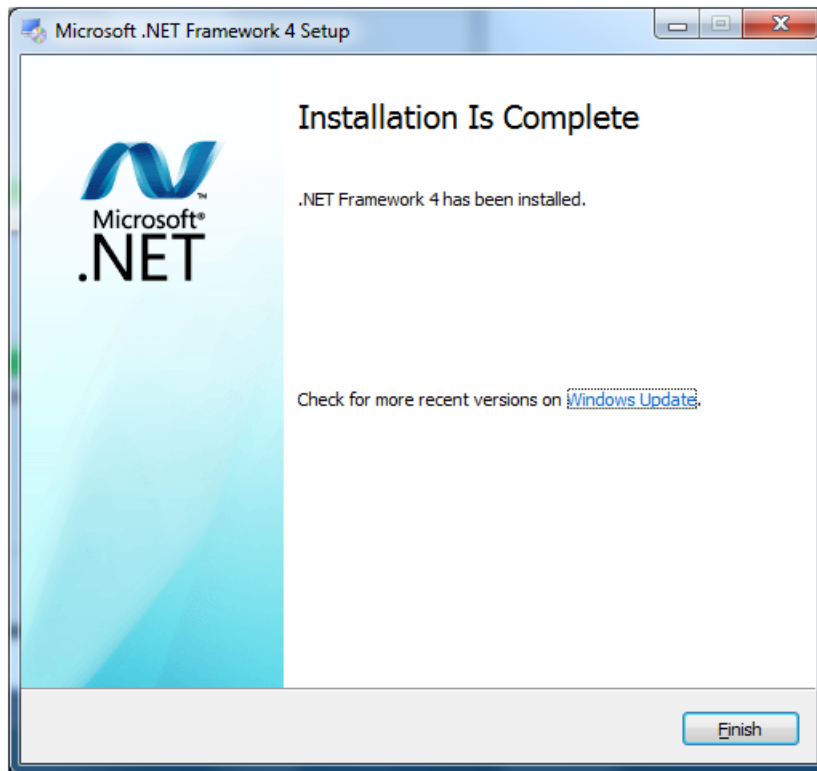 Microsoft .NET Framework 4 Setup
Installation Is Complete
.NET Framework 4 has been installed.
Microsoft®
.NET™
Check for more recent versions on Windows Update.
Finish